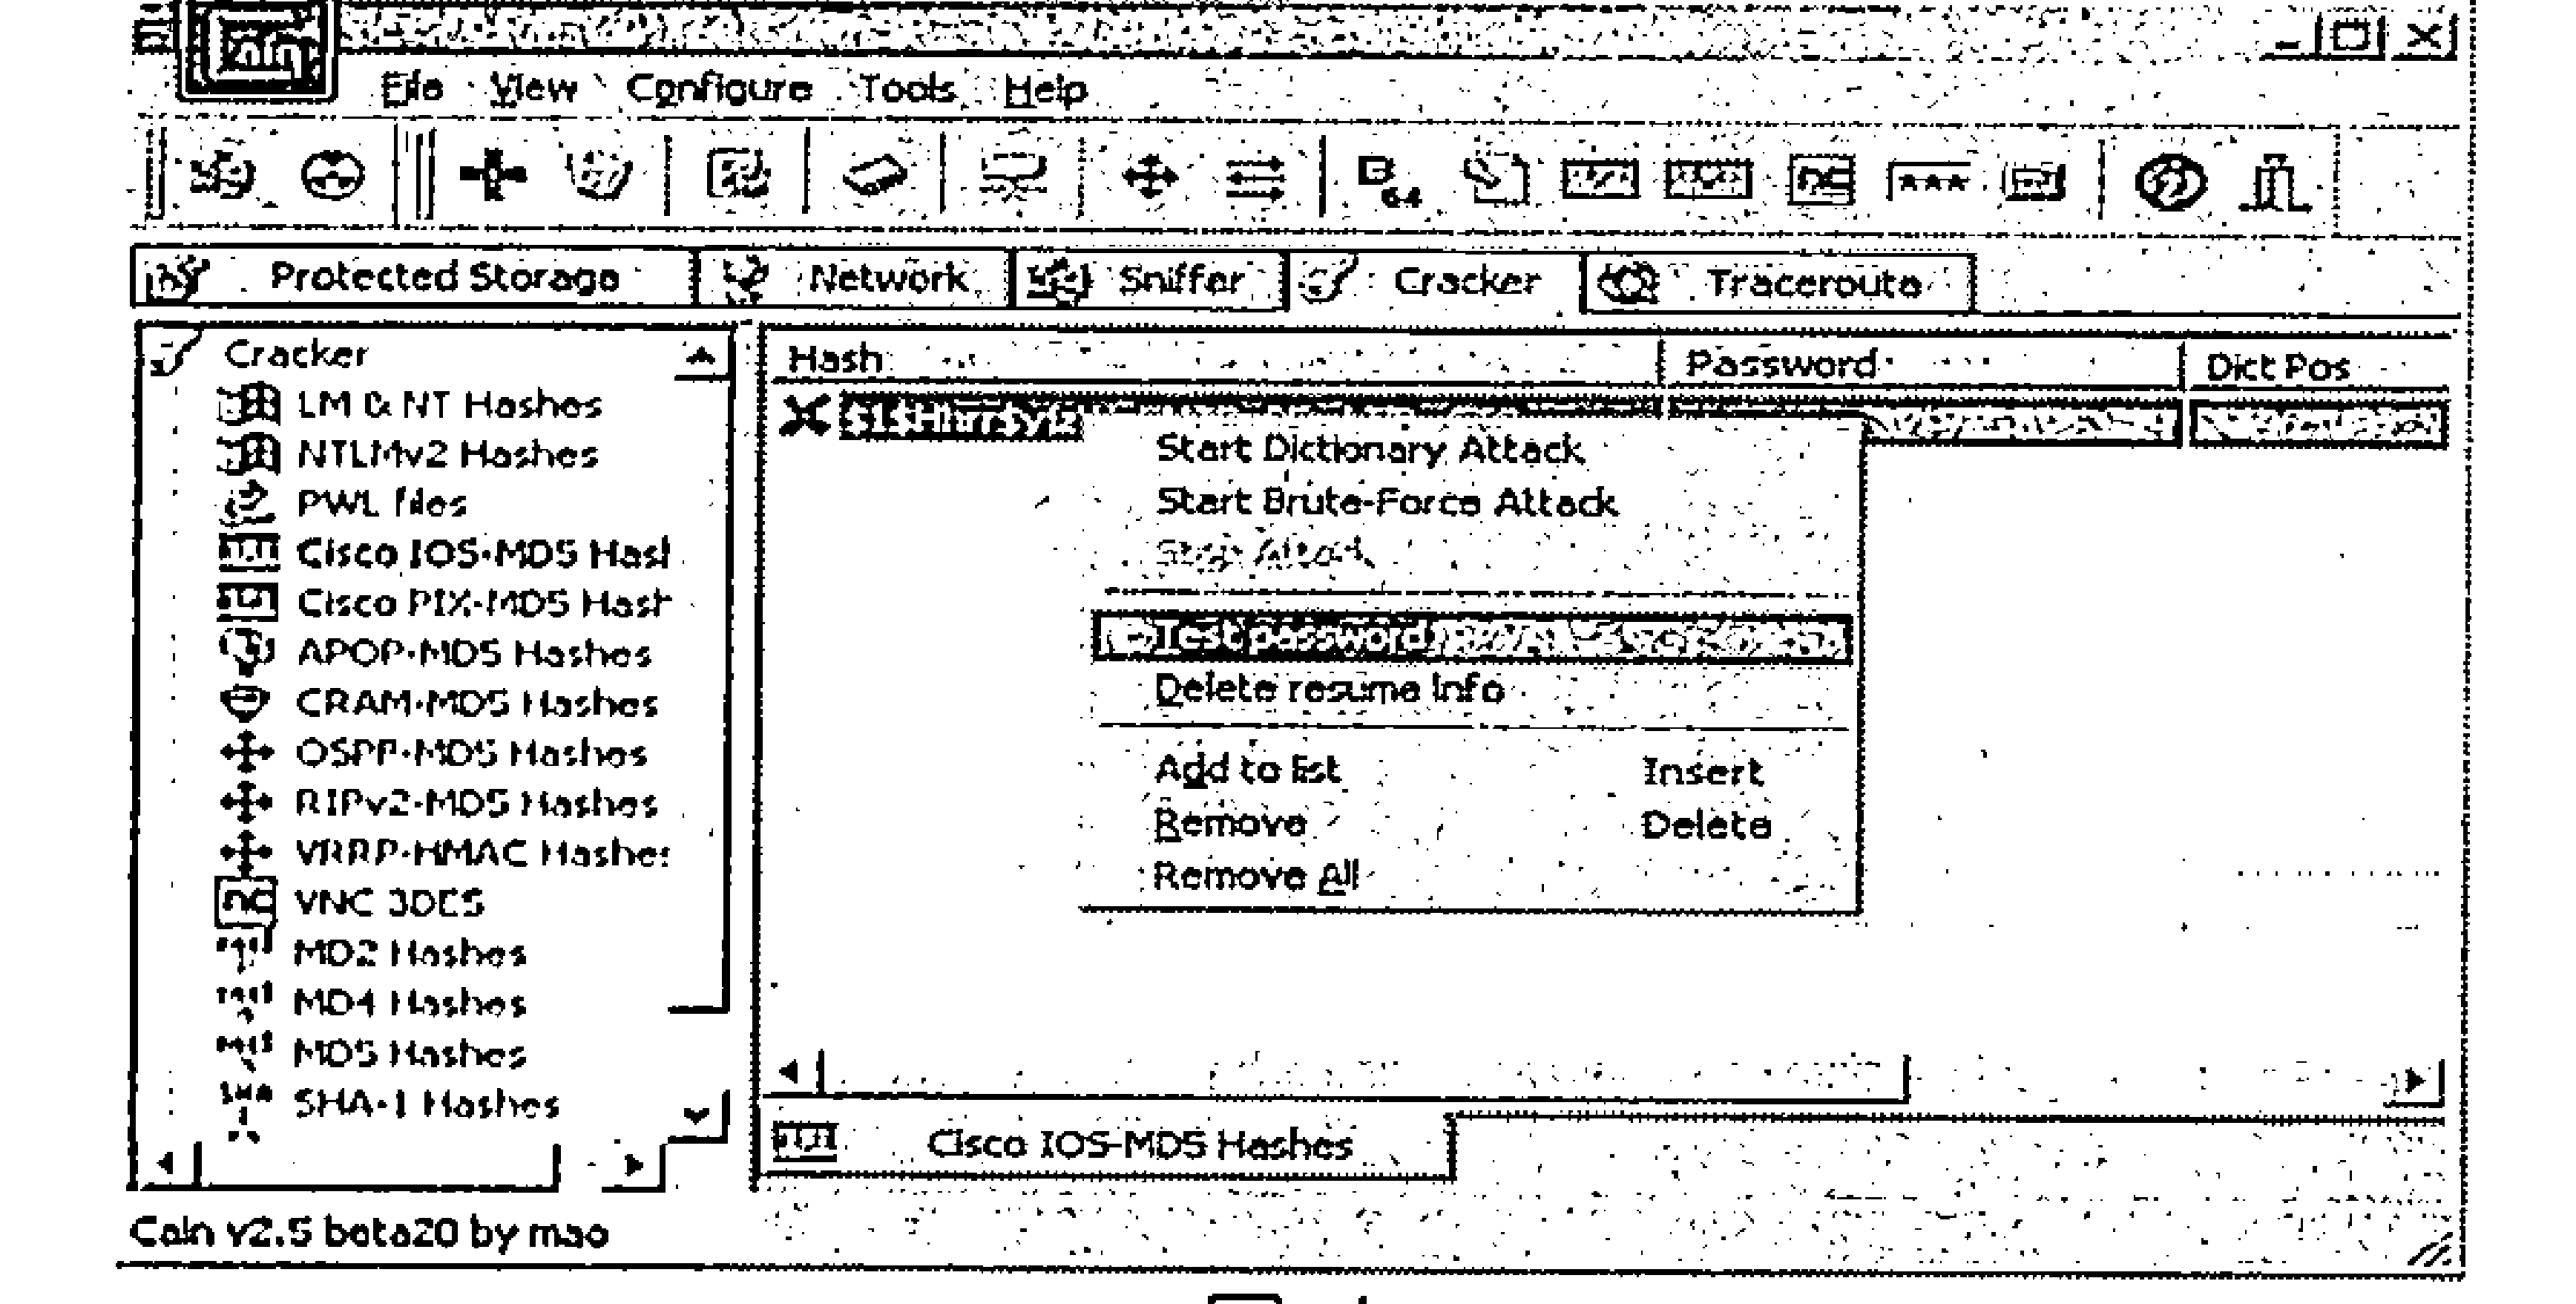 File View Configure Tools Help
B 64 ***
Protected Storage Network Sniffer Cracker Traceroute
Cracker
LM & NT Hashes
NTLMv2 Hashes
PWL files
Cisco IOS-MD5 Hash
Cisco PIX-MD5 Hash
APOP-MD5 Hashes
CRAM-MD5 Hashes
OSPF-MD5 Hashes
RIPv2-MD5 Hashes
VRRP-HMAC Hashes
VNC 3DES
MD2 Hashes
MD4 Hashes
MD5 Hashes
SHA-1 Hashes
Hash Password Dict Pos
Start Dictionary Attack
Start Brute-Force Attack
Stop Attack
Test password
Delete resume info
Add to list Insert
Remove Delete
Remove All
Cisco IOS-MD5 Hashes
Cain v2.5 beta20 by mao